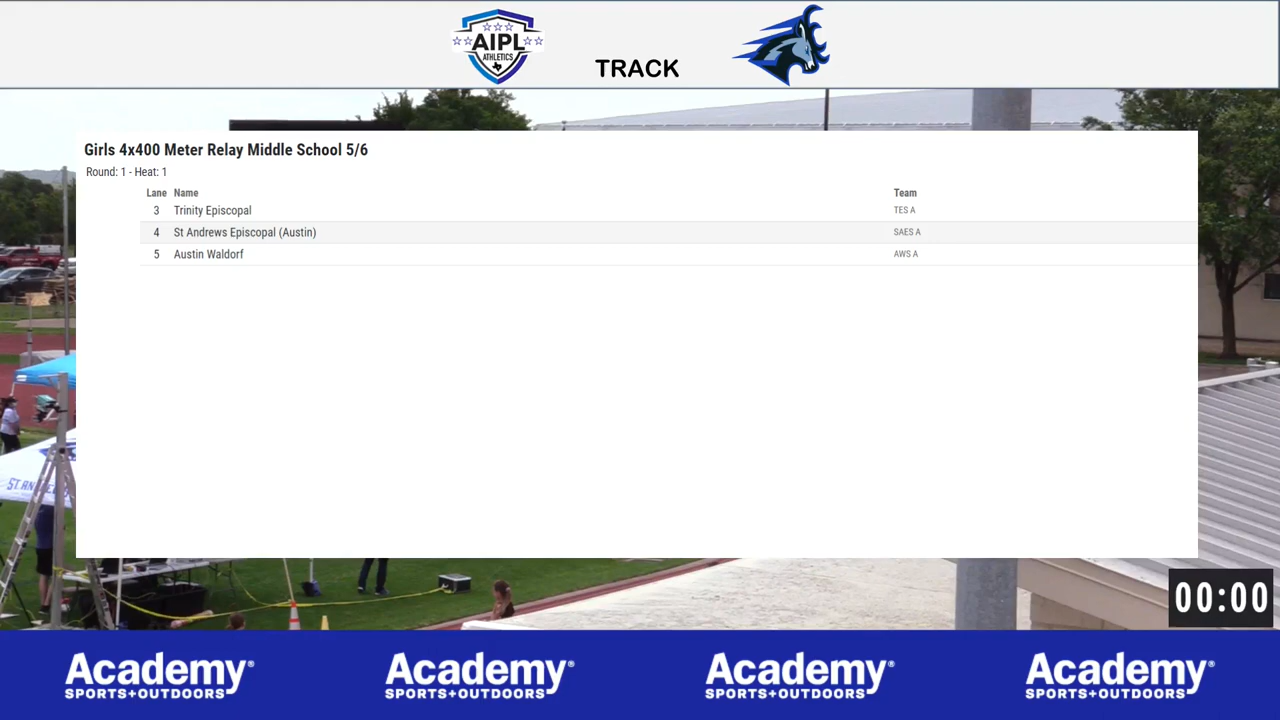 AIPL
ATHLETICS
TRACK
Girls 4x400 Meter Relay Middle School 5/6
Round: 1 - Heat: 1
Lane Name Team
3 Trinity Episcopal TES A
4 St Andrews Episcopal (Austin) SAES A
5 Austin Waldorf AWS A
00:00
Academy Academy Academy Academy
SPORTS+OUTDOORS SPORTS+OUTDOORS SPORTS+OUTDOORS SPORTS+OUTDOORS